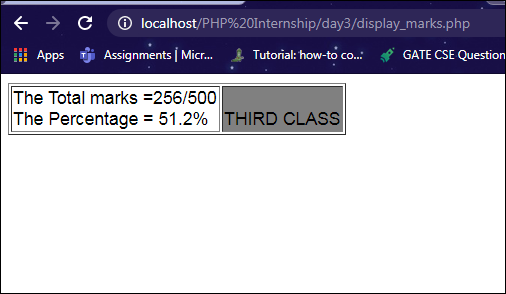 localhost/PHP%20Internship/day3/display_marks.php
Apps Assignments | Micr... Tutorial: how-to co... GATE CSE Question
The Total marks =256/500
The Percentage = 51.2%
THIRD CLASS